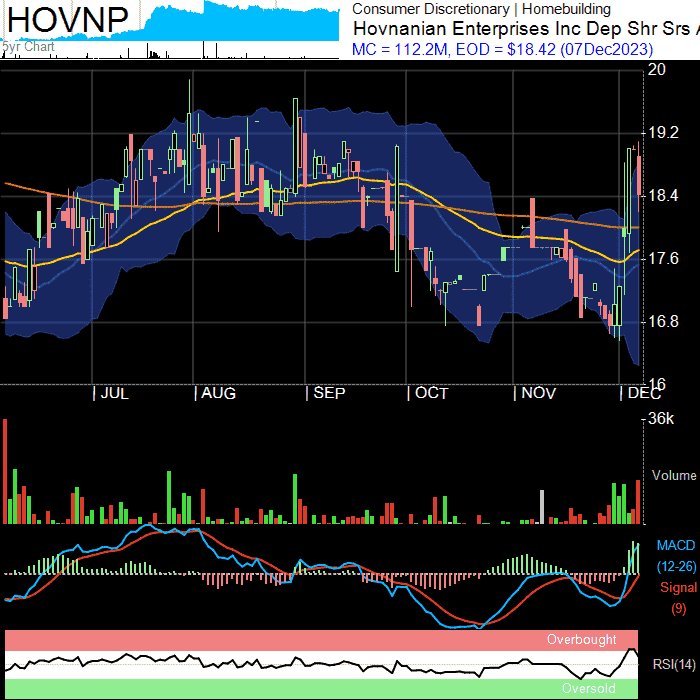 HOVNP
5yr Chart
Consumer Discretionary | Homebuilding
Hovnanian Enterprises Inc Dep Shr Srs A
MC = 112.2M, EOD = $18.42 (07Dec2023)
20
19.2
18.4
17.6
16.8
16
| JUL | AUG | SEP | OCT | NOV | DEC
36k
Volume
MACD
(12-26)
Signal
(9)
Overbought
RSI(14)
Oversold